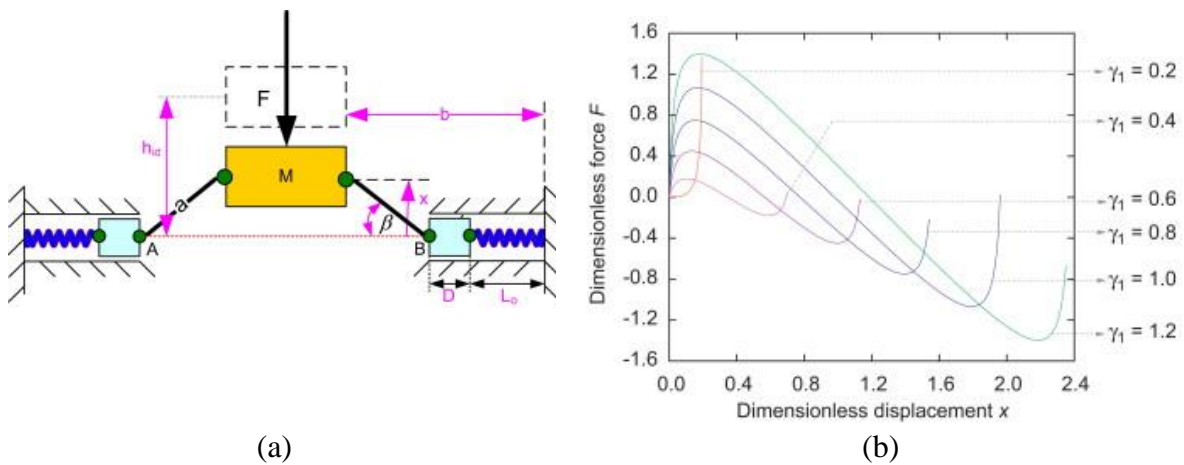 F
b
h_id
M
a
x
β
A
B
D
L_o
(a)
Dimensionless force F
1.6
1.2
0.8
0.4
0.0
-0.4
-0.8
-1.2
-1.6
0.0 0.4 0.8 1.2 1.6 2.0 2.4
Dimensionless displacement x
γ₁ = 0.2
γ₁ = 0.4
γ₁ = 0.6
γ₁ = 0.8
γ₁ = 1.0
γ₁ = 1.2
(b)